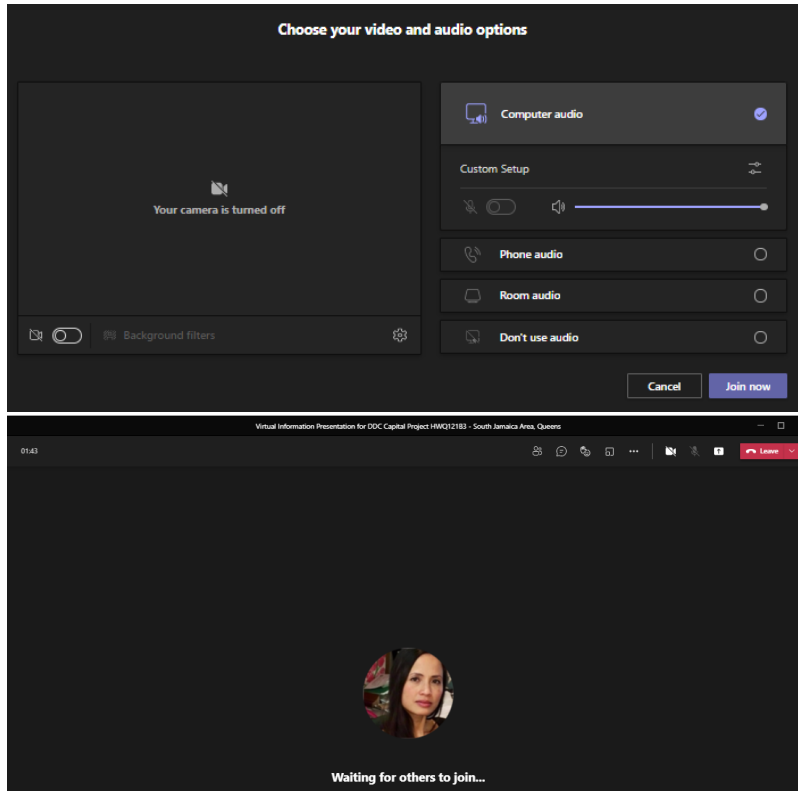 Choose your video and audio options
Computer audio
Custom Setup
Your camera is turned off
Phone audio
Room audio
Background filters
Don't use audio
Cancel Join now
Virtual Information Presentation for DDC Capital Project HWQ121B3 - South Jamaica Area, Queens
01:43 Leave
Waiting for others to join...